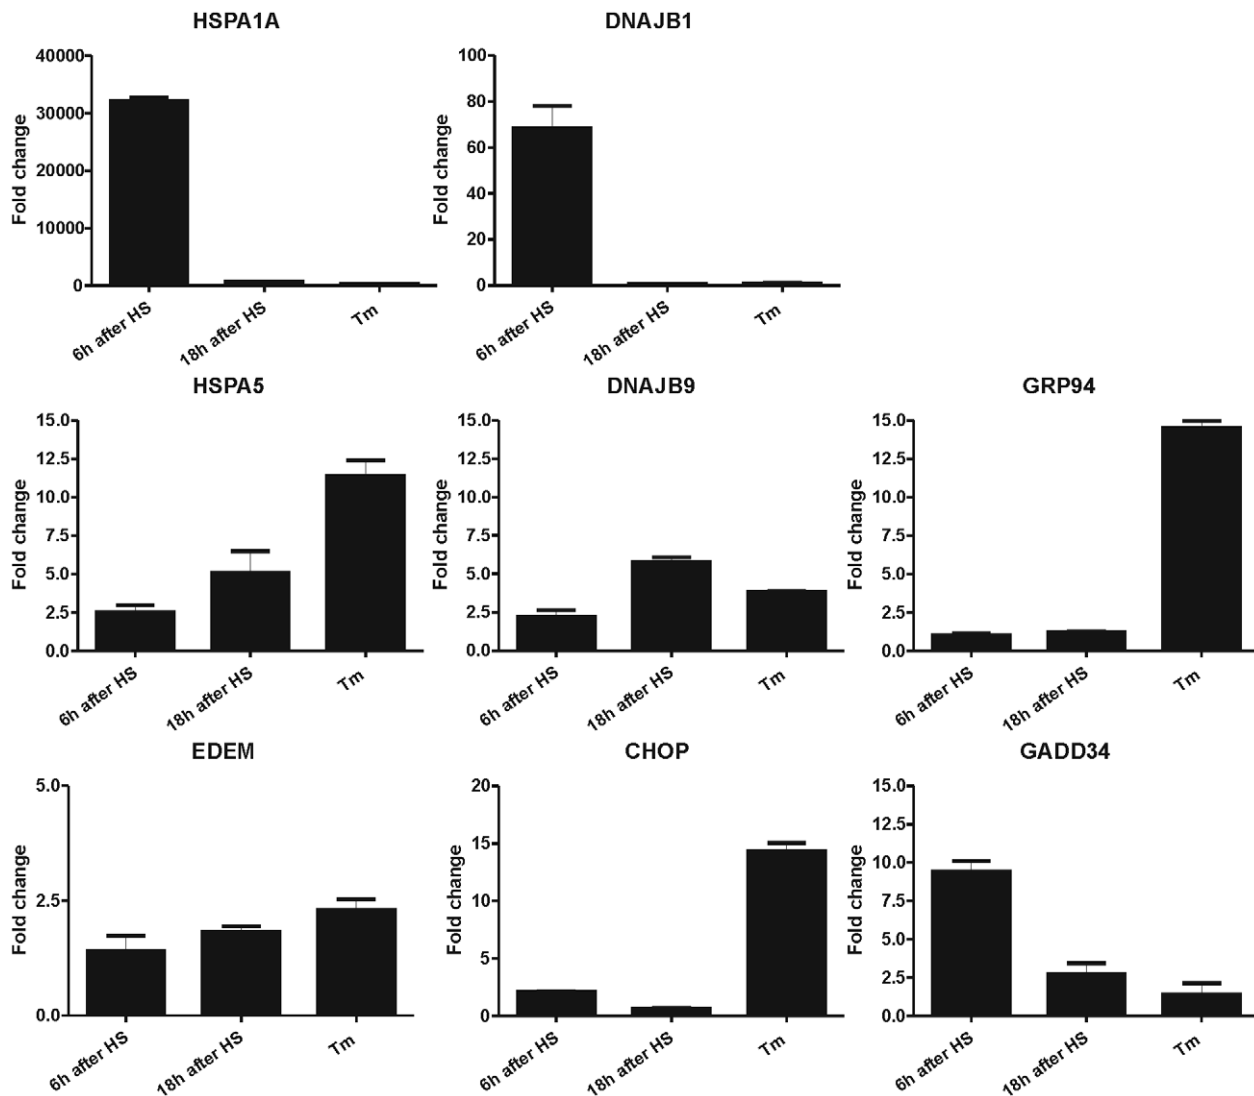 HSPA1A
DNAJB1
Fold change
40000
30000
20000
10000
0
6h after HS
18h after HS
Tm
Fold change
100
80
60
40
20
0
6h after HS
18h after HS
Tm
HSPA5
DNAJB9
GRP94
Fold change
15.0
12.5
10.0
7.5
5.0
2.5
0.0
6h after HS
18h after HS
Tm
Fold change
15.0
12.5
10.0
7.5
5.0
2.5
0.0
6h after HS
18h after HS
Tm
Fold change
15.0
12.5
10.0
7.5
5.0
2.5
0.0
6h after HS
18h after HS
Tm
EDEM
CHOP
GADD34
Fold change
5.0
2.5
0.0
6h after HS
18h after HS
Tm
Fold change
20
15
10
5
0
6h after HS
18h after HS
Tm
Fold change
15.0
12.5
10.0
7.5
5.0
2.5
0.0
6h after HS
18h after HS
Tm